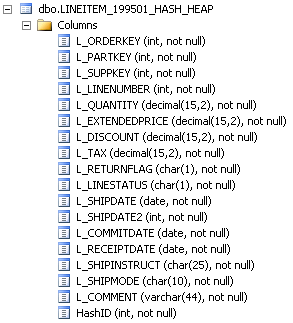 dbo.LINEITEM_199501_HASH_HEAP
Columns
L_ORDERKEY (int, not null)
L_PARTKEY (int, not null)
L_SUPPKEY (int, not null)
L_LINENUMBER (int, not null)
L_QUANTITY (decimal(15,2), not null)
L_EXTENDEDPRICE (decimal(15,2), not null)
L_DISCOUNT (decimal(15,2), not null)
L_TAX (decimal(15,2), not null)
L_RETURNFLAG (char(1), not null)
L_LINESTATUS (char(1), not null)
L_SHIPDATE (date, not null)
L_SHIPDATE2 (int, not null)
L_COMMITDATE (date, not null)
L_RECEIPTDATE (date, not null)
L_SHIPINSTRUCT (char(25), not null)
L_SHIPMODE (char(10), not null)
L_COMMENT (varchar(44), not null)
HashID (int, not null)